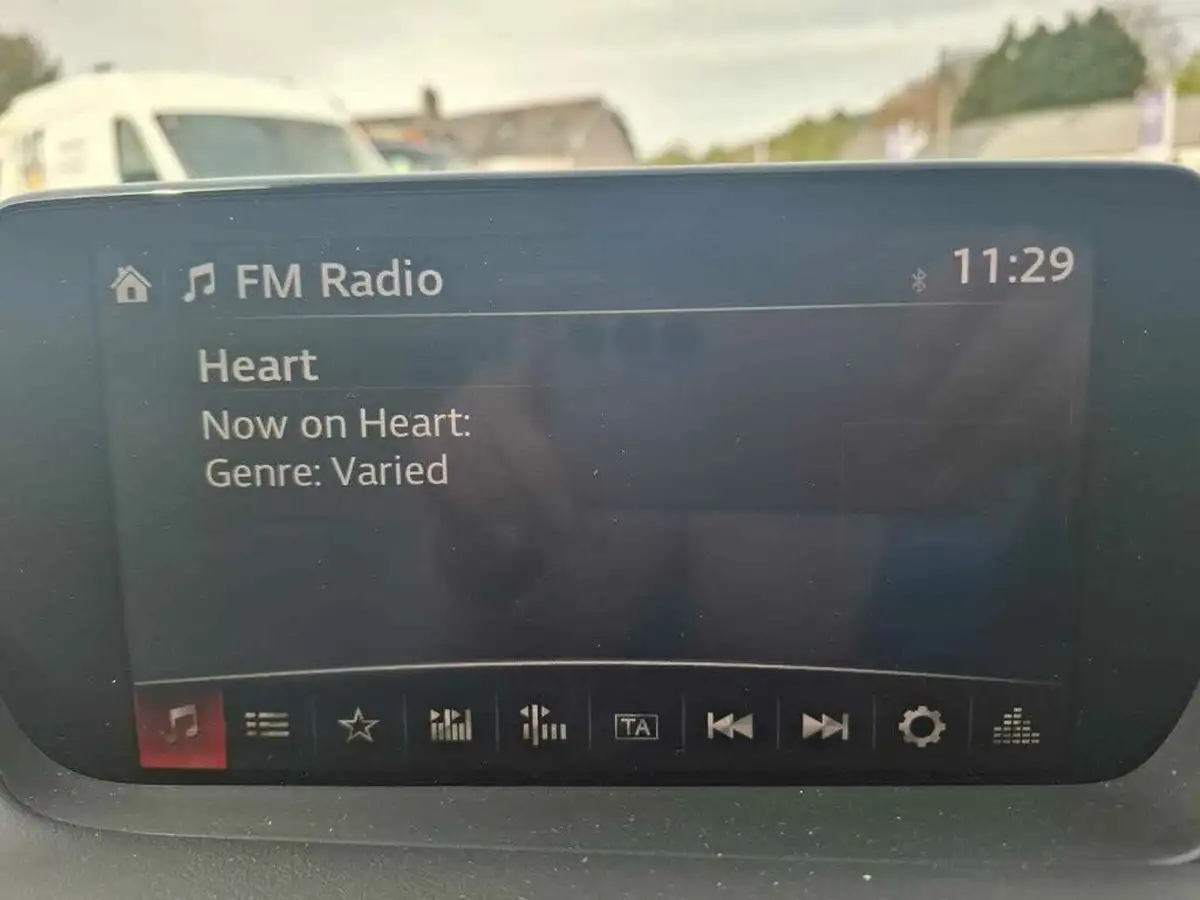 FM Radio
11:29
Heart
Now on Heart:
Genre: Varied
TA